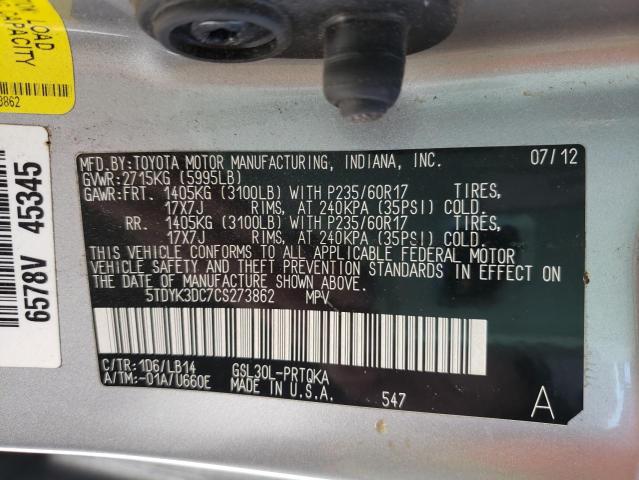 ON LOAD
CAPACITY
3862
6578V 45345
MFD.BY:TOYOTA MOTOR MANUFACTURING, INDIANA, INC. 07/12
GVWR:2715KG (5995LB)
GAWR:FRT. 1405KG (3100LB) WITH P235/60R17 TIRES,
17X7J RIMS, AT 240KPA (35PSI) COLD.
RR. 1405KG (3100LB) WITH P235/60R17 TIRES,
17X7J RIMS, AT 240KPA (35PSI) COLD.
THIS VEHICLE CONFORMS TO ALL APPLICABLE FEDERAL MOTOR
VEHICLE SAFETY AND THEFT PREVENTION STANDARDS IN EFFECT ON
THE DATE OF MANUFACTURE SHOWN ABOVE.
5TDYK3DC7CS273862 MPV
C/TR:1D6/LB14 GSL30L-PRTQKA
A/TM:-01A/U660E MADE IN U.S.A. 547 A